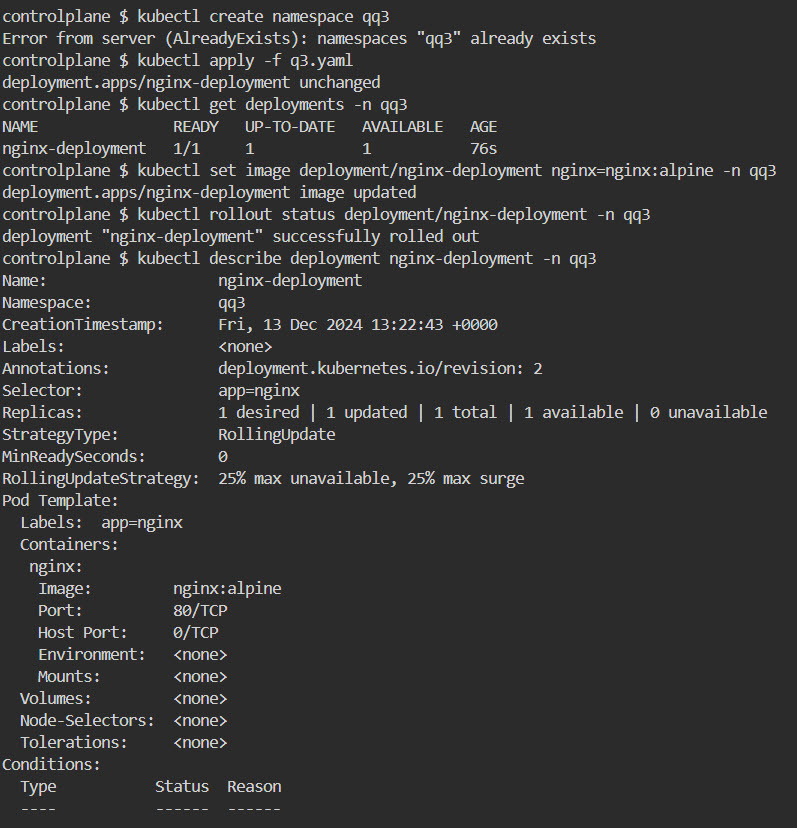 controlplane $ kubectl create namespace qq3
Error from server (AlreadyExists): namespaces "qq3" already exists
controlplane $ kubectl apply -f q3.yaml
deployment.apps/nginx-deployment unchanged
controlplane $ kubectl get deployments -n qq3
NAME               READY   UP-TO-DATE   AVAILABLE   AGE
nginx-deployment   1/1     1            1           76s
controlplane $ kubectl set image deployment/nginx-deployment nginx=nginx:alpine -n qq3
deployment.apps/nginx-deployment image updated
controlplane $ kubectl rollout status deployment/nginx-deployment -n qq3
deployment "nginx-deployment" successfully rolled out
controlplane $ kubectl describe deployment nginx-deployment -n qq3
Name:                   nginx-deployment
Namespace:              qq3
CreationTimestamp:      Fri, 13 Dec 2024 13:22:43 +0000
Labels:                 <none>
Annotations:            deployment.kubernetes.io/revision: 2
Selector:               app=nginx
Replicas:               1 desired | 1 updated | 1 total | 1 available | 0 unavailable
StrategyType:           RollingUpdate
MinReadySeconds:        0
RollingUpdateStrategy:  25% max unavailable, 25% max surge
Pod Template:
  Labels:  app=nginx
  Containers:
   nginx:
    Image:         nginx:alpine
    Port:          80/TCP
    Host Port:     0/TCP
    Environment:   <none>
    Mounts:        <none>
  Volumes:         <none>
  Node-Selectors:  <none>
  Tolerations:     <none>
Conditions:
  Type           Status  Reason
  ----           ------  ------